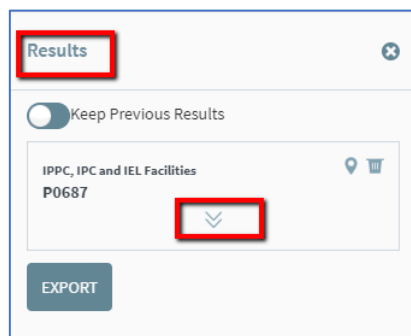 Results
Keep Previous Results
IPPC, IPC and IEL Facilities
P0687
EXPORT